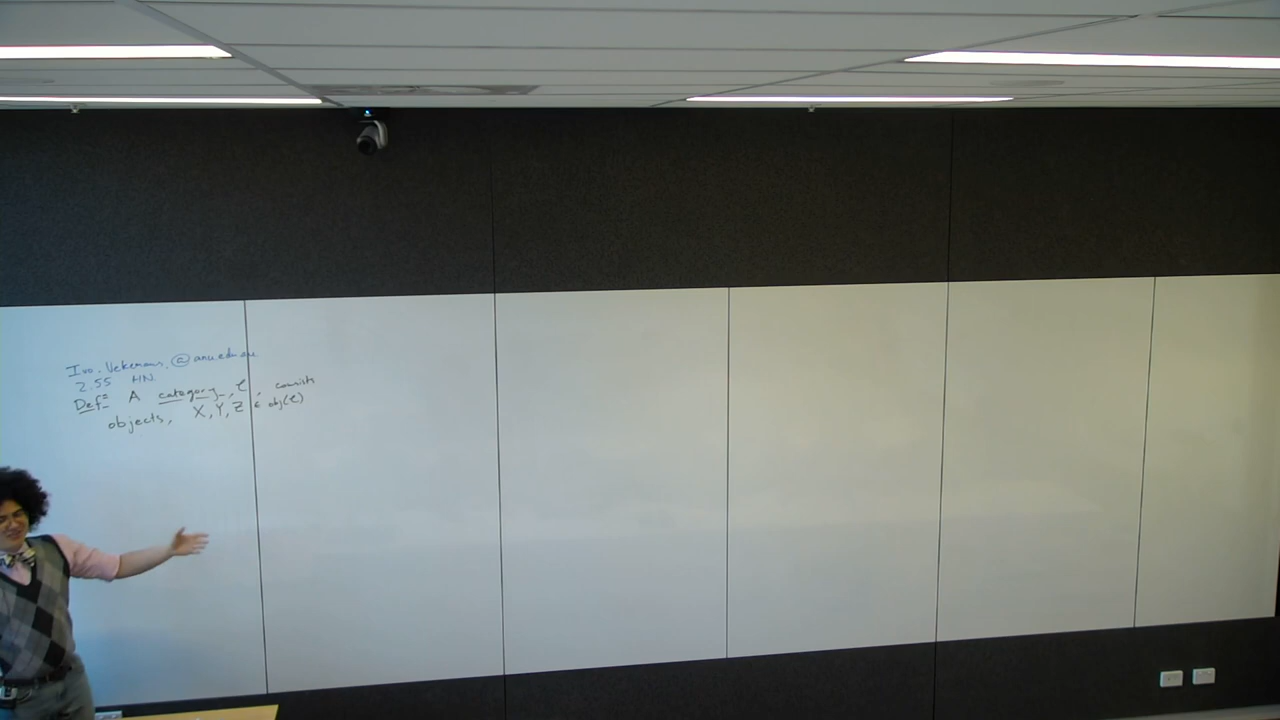 Ivo.Vekemans.@anu.edu.au
2.55 HN.
Def: A category, C, consists
objects, X, Y, Z ∈ obj(C)